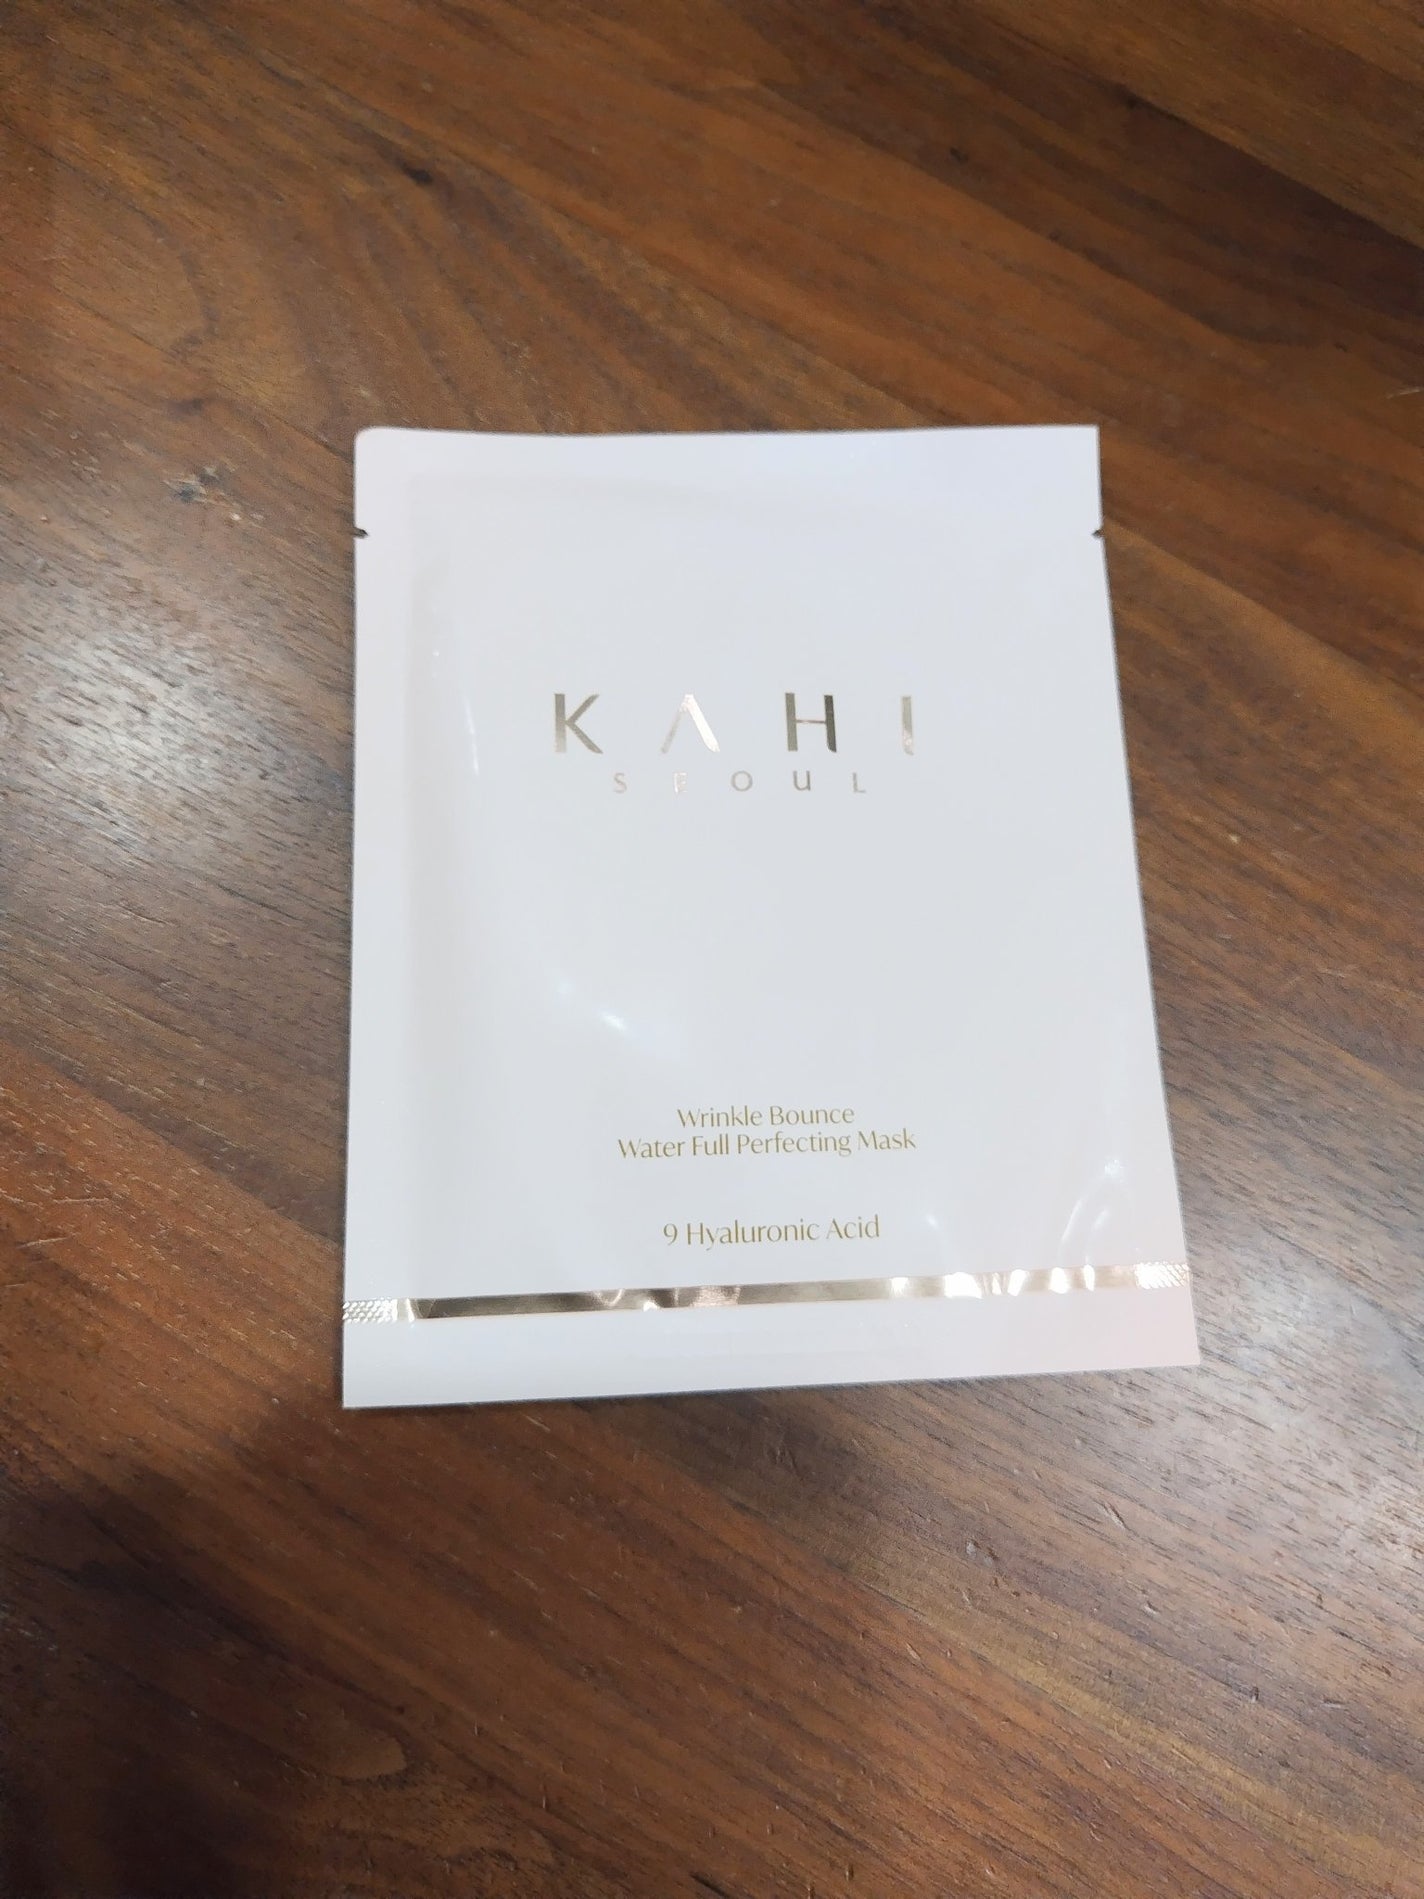 KAHI
SEOUL
Wrinkle Bounce
Water Full Perfecting Mask
9 Hyaluronic Acid